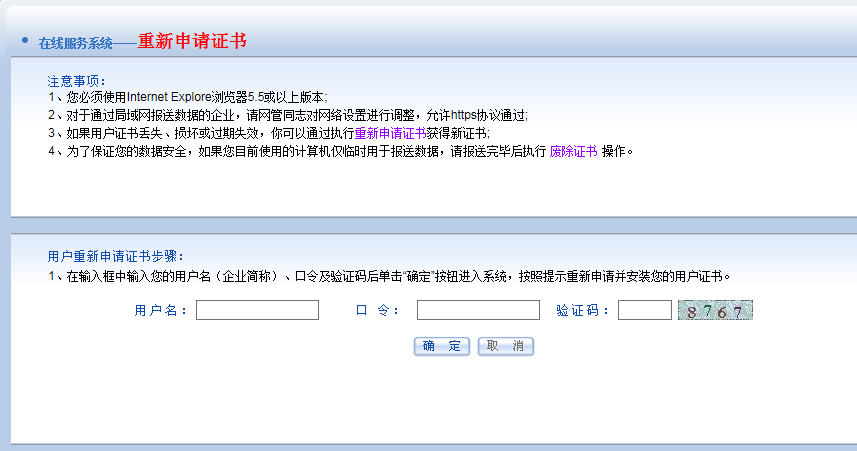 在线服务系统——重新申请证书
注意事项：
1、您必须使用Internet Explore浏览器5.5或以上版本;
2、对于通过局域网报送数据的企业，请网管同志对网络设置进行调整，允许https协议通过;
3、如果用户证书丢失、损坏或过期失效，你可以通过执行重新申请证书获得新证书;
4、为了保证您的数据安全，如果您目前使用的计算机仅临时用于报送数据，请报送完毕后执行 废除证书 操作。
用户重新申请证书步骤：
1、在输入框中输入您的用户名（企业简称）、口令及验证码后单击“确定”按钮进入系统，按照提示重新申请并安装您的用户证书。
用户名： 口 令： 验证码： 8767
确 定 取 消